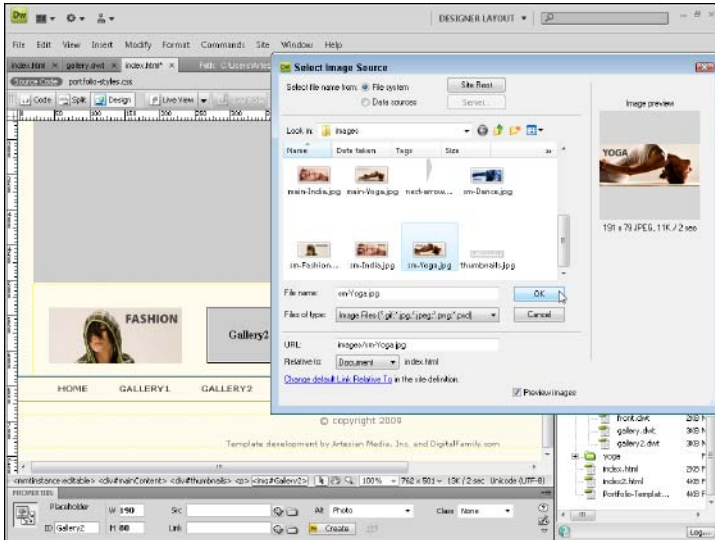 Dw
DESIGNER LAYOUT
File Edit View Insert Modify Format Commands Site Window Help
index.html × gallery.dwt × index.html* ×
Source Code portfolio-styles.css
Code Split Design Live View
Select Image Source
Select file name from: File system Site Root
Data sources Server...
Image preview
Look in: images
Name Date taken Tags Size
main-India.jpg main-Yoga.jpg next-arrow... sm-Dance.jpg
YOGA
191 x 79 JPEG, 11K / 2 sec
sm-Fashion... sm-India.jpg sm-Yoga.jpg thumbnails.jpg
File name: sm-Yoga.jpg OK
Files of type: Image Files (*.gif;*.jpg;*.jpeg;*.png;*.psd) Cancel
URL: images/sm-Yoga.jpg
Relative to: Document index.html
Change default Link Relative To in the site definition.
Preview images
FASHION
Gallery2
HOME GALLERY1 GALLERY2
© copyright 2009
Template development by Artesian Media, Inc. and DigitalFamily.com
front.dwt
gallery.dwt
gallery2.dwt
yoga
index.html
index2.html
Portfolio-Templat...
<mmtinstance:editable> <div#mainContent> <div#thumbnails> <p> <img#Gallery2> 100% 762 x 501 13K / 2 sec Unicode (UTF-8)
PROPERTIES
Placeholder W 190 Src Alt Photo Class None
ID Gallery2 H 80 Link Create
Log...